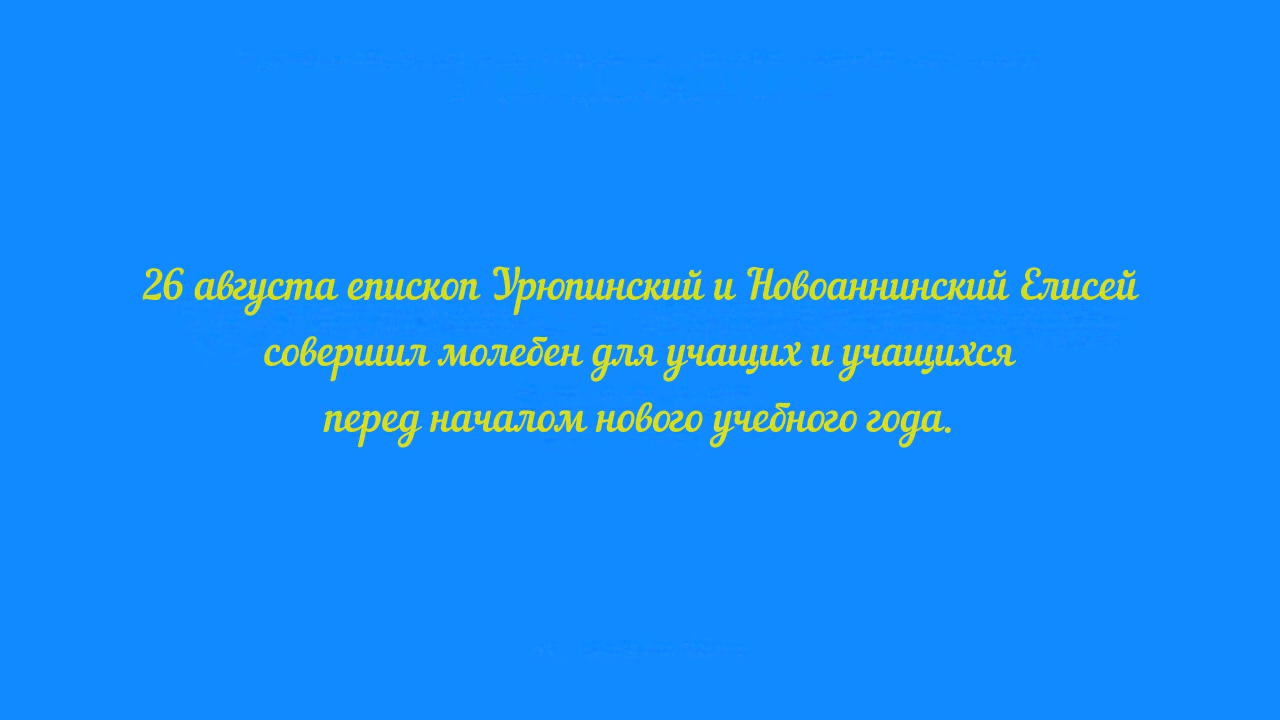 26 августа епископ Урюпинский и Новоаннинский Елисей
совершил молебен для учащих и учащихся
перед началом нового учебного года.